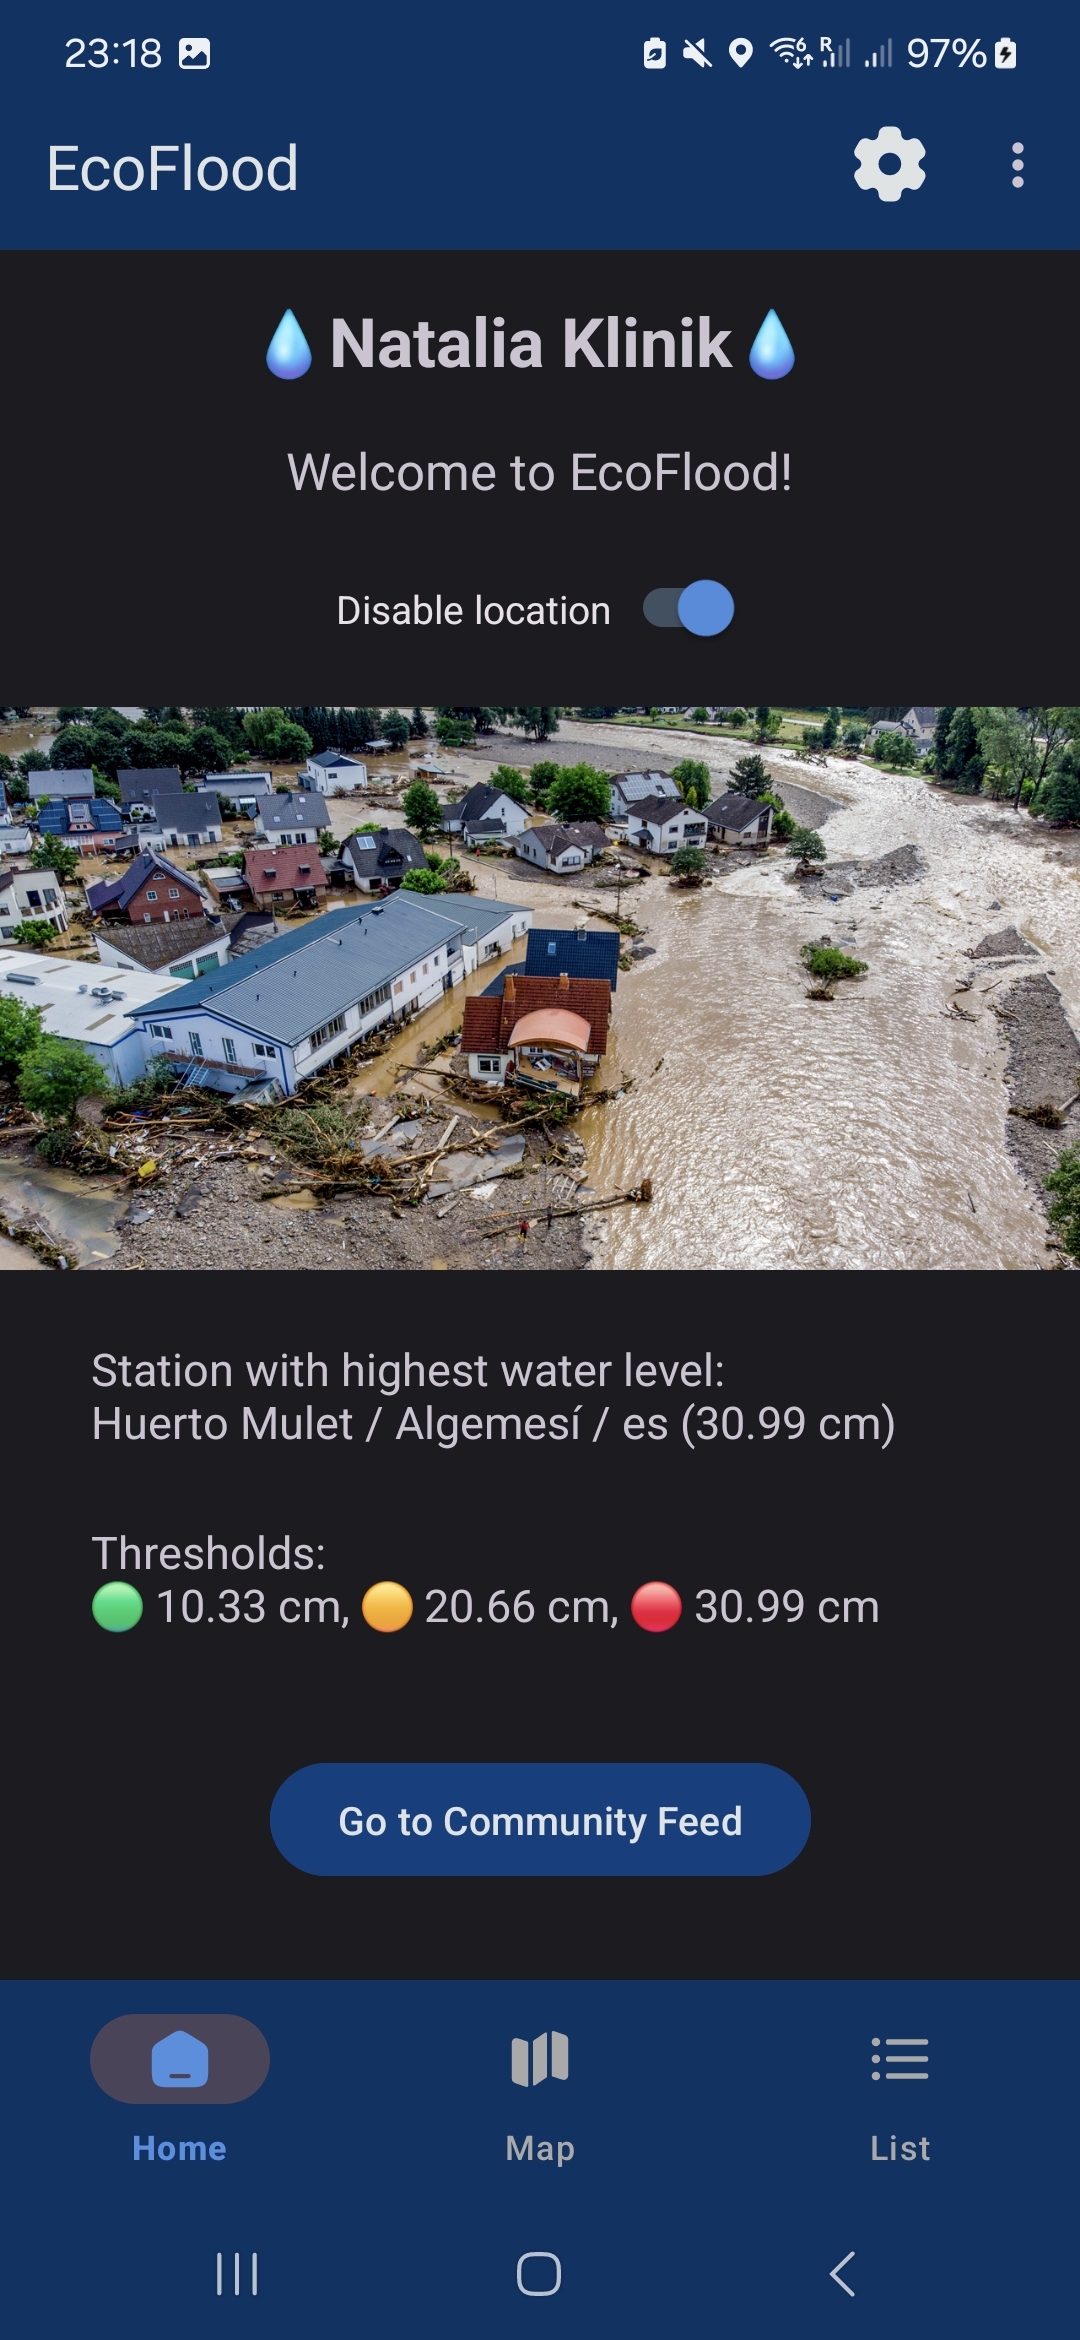 23:18 97%
EcoFlood
Natalia Klinik
Welcome to EcoFlood!
Disable location
Station with highest water level:
Huerto Mulet / Algemesí / es (30.99 cm)
Thresholds:
🟢 10.33 cm, 🟠 20.66 cm, 🔴 30.99 cm
Go to Community Feed
Home Map List